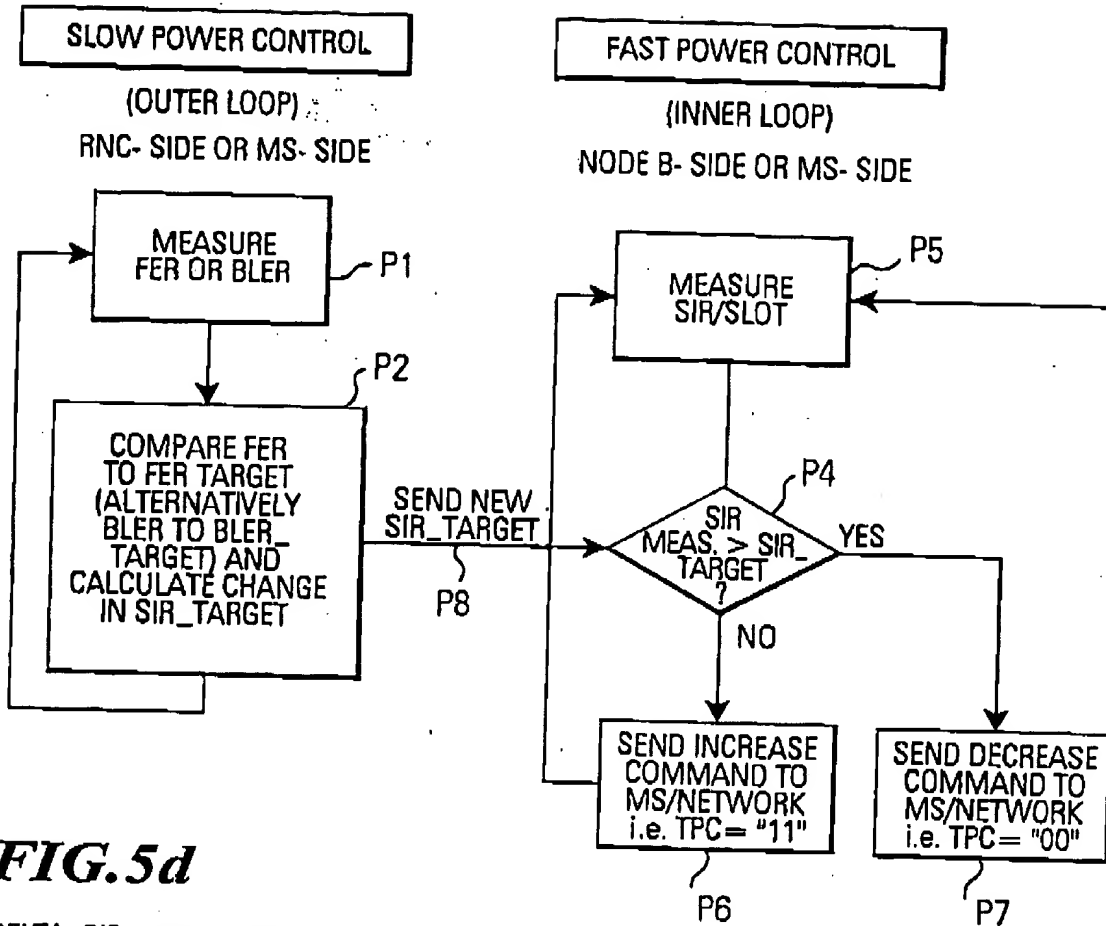 SLOW POWER CONTROL
(OUTER LOOP)
RNC- SIDE OR MS- SIDE
MEASURE
FER OR BLER
P1
P2
COMPARE FER
TO FER TARGET
(ALTERNATIVELY
BLER TO BLER_
TARGET) AND
CALCULATE CHANGE
IN SIR_TARGET
SEND NEW
SIR_TARGET
P8
FAST POWER CONTROL
(INNER LOOP)
NODE B- SIDE OR MS- SIDE
P5
MEASURE
SIR/SLOT
P4
SIR
MEAS. > SIR_
TARGET
?
YES
NO
SEND INCREASE
COMMAND TO
MS/NETWORK
i.e. TPC = "11"
P6
SEND DECREASE
COMMAND TO
MS/NETWORK
i.e. TPC = "00"
P7
FIG.5d